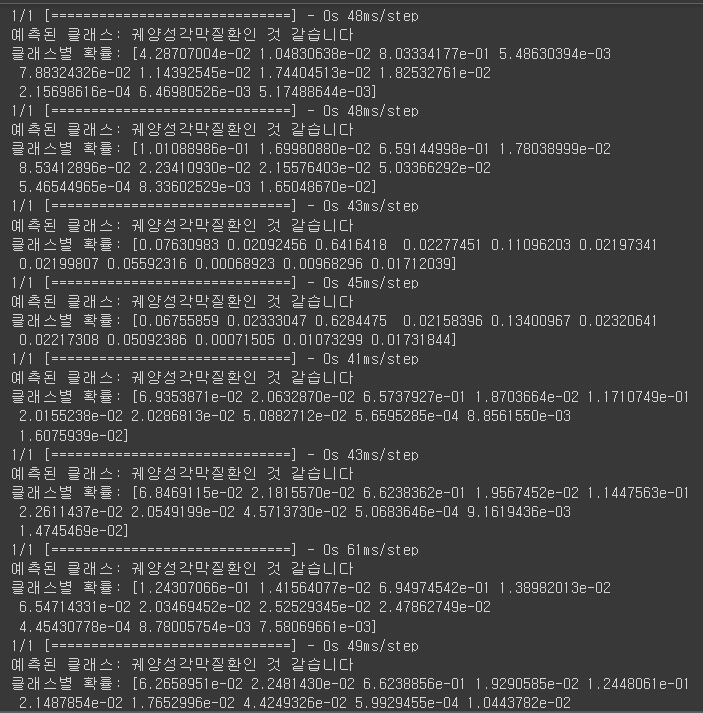 1/1 [==============================] - 0s 48ms/step
예측된 클래스: 궤양성각막질환인 것 같습니다
클래스별 확률: [4.28707004e-02 1.04830638e-02 8.03334177e-01 5.48630394e-03
7.88324326e-02 1.14392545e-02 1.74404513e-02 1.82532761e-02
2.15698616e-04 6.46980526e-03 5.17488644e-03]
1/1 [==============================] - 0s 48ms/step
예측된 클래스: 궤양성각막질환인 것 같습니다
클래스별 확률: [1.01088986e-01 1.69980880e-02 6.59144998e-01 1.78038999e-02
8.53412896e-02 2.23410930e-02 2.15576403e-02 5.03366292e-02
5.46544965e-04 8.33602529e-03 1.65048670e-02]
1/1 [==============================] - 0s 43ms/step
예측된 클래스: 궤양성각막질환인 것 같습니다
클래스별 확률: [0.07630983 0.02092456 0.6416418  0.02277451 0.11096203 0.02197341
0.02199807 0.05592316 0.00068923 0.00968296 0.01712039]
1/1 [==============================] - 0s 45ms/step
예측된 클래스: 궤양성각막질환인 것 같습니다
클래스별 확률: [0.06755859 0.02333047 0.6284475  0.02158396 0.13400967 0.02320641
0.02217308 0.05092386 0.00071505 0.01073299 0.01731844]
1/1 [==============================] - 0s 41ms/step
예측된 클래스: 궤양성각막질환인 것 같습니다
클래스별 확률: [6.9353871e-02 2.0632870e-02 6.5737927e-01 1.8703664e-02 1.1710749e-01
2.0155238e-02 2.0286813e-02 5.0882712e-02 5.6595285e-04 8.8561550e-03
1.6075939e-02]
1/1 [==============================] - 0s 43ms/step
예측된 클래스: 궤양성각막질환인 것 같습니다
클래스별 확률: [6.8469115e-02 2.1815570e-02 6.6238362e-01 1.9567452e-02 1.1447563e-01
2.2611437e-02 2.0549199e-02 4.5713730e-02 5.0683646e-04 9.1619436e-03
1.4745469e-02]
1/1 [==============================] - 0s 61ms/step
예측된 클래스: 궤양성각막질환인 것 같습니다
클래스별 확률: [1.24307066e-01 1.41564077e-02 6.94974542e-01 1.38982013e-02
6.54714331e-02 2.03469452e-02 2.52529345e-02 2.47862749e-02
4.45430778e-04 8.78005754e-03 7.58069661e-03]
1/1 [==============================] - 0s 49ms/step
예측된 클래스: 궤양성각막질환인 것 같습니다
클래스별 확률: [6.2658951e-02 2.2481430e-02 6.6238856e-01 1.9290585e-02 1.2448061e-01
2.1487854e-02 1.7652996e-02 4.4249326e-02 5.9929455e-04 1.0443782e-02